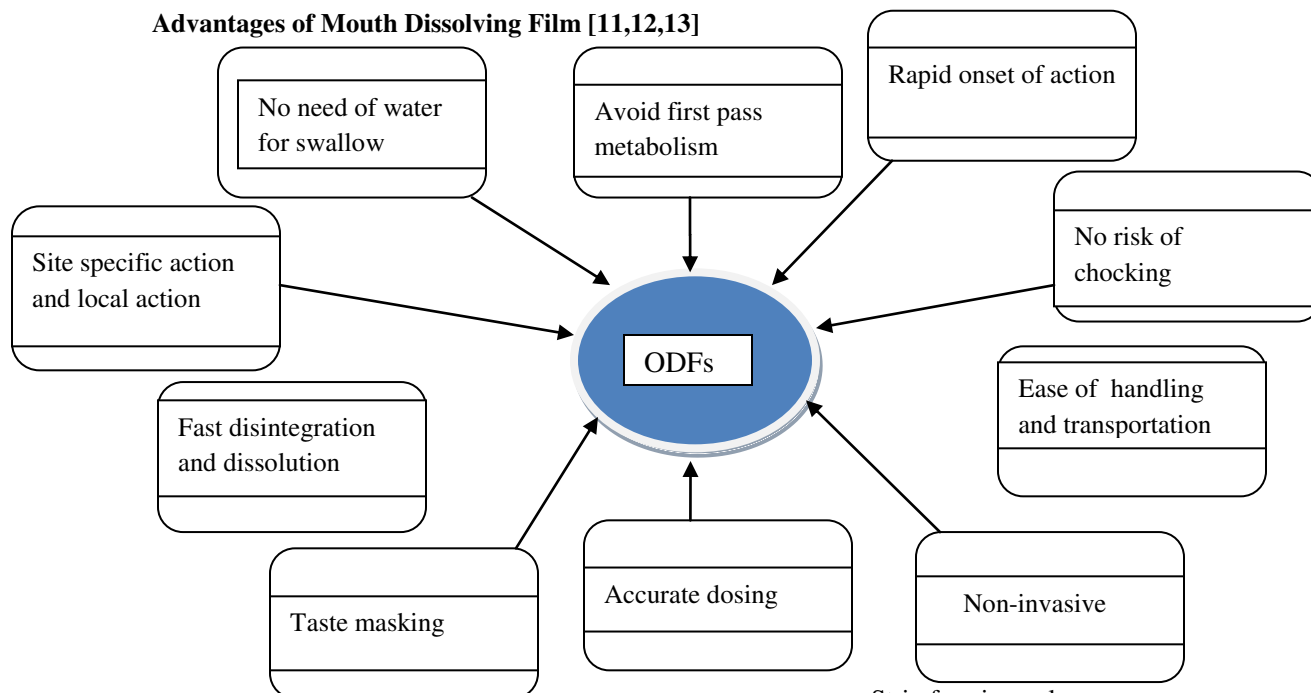 Advantages of Mouth Dissolving Film [11,12,13]
No need of water
for swallow
Avoid first pass
metabolism
Rapid onset of action
Site specific action
and local action
No risk of
chocking
ODFs
Fast disintegration
and dissolution
Ease of handling
and transportation
Taste masking
Accurate dosing
Non-invasive